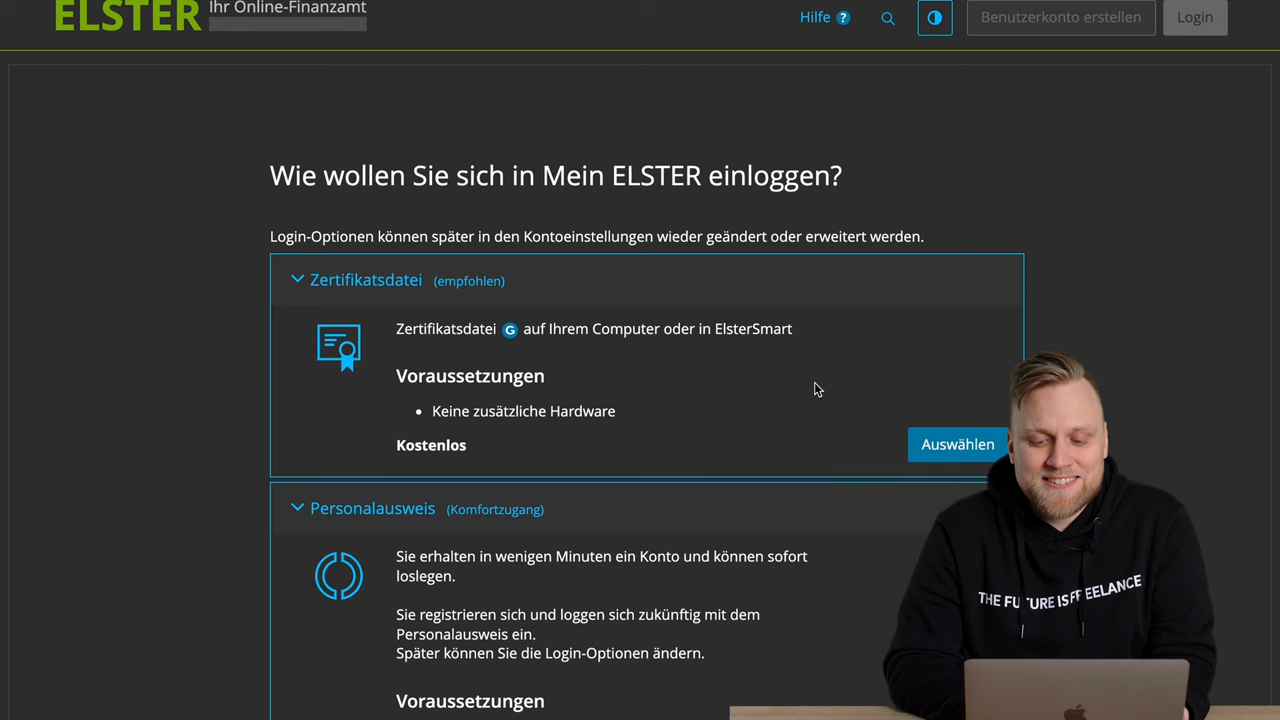 ELSTER
Ihr Online-Finanzamt
Hilfe ?
Benutzerkonto erstellen
Login
Wie wollen Sie sich in Mein ELSTER einloggen?
Login-Optionen können später in den Kontoeinstellungen wieder geändert oder erweitert werden.
Zertifikatsdatei (empfohlen)
Zertifikatsdatei G auf Ihrem Computer oder in ElsterSmart
Voraussetzungen
• Keine zusätzliche Hardware
Kostenlos
Auswählen
Personalausweis (Komfortzugang)
Sie erhalten in wenigen Minuten ein Konto und können sofort
loslegen.
Sie registrieren sich und loggen sich zukünftig mit dem
Personalausweis ein.
Später können Sie die Login-Optionen ändern.
Voraussetzungen
THE FUTURE IS FREELANCE